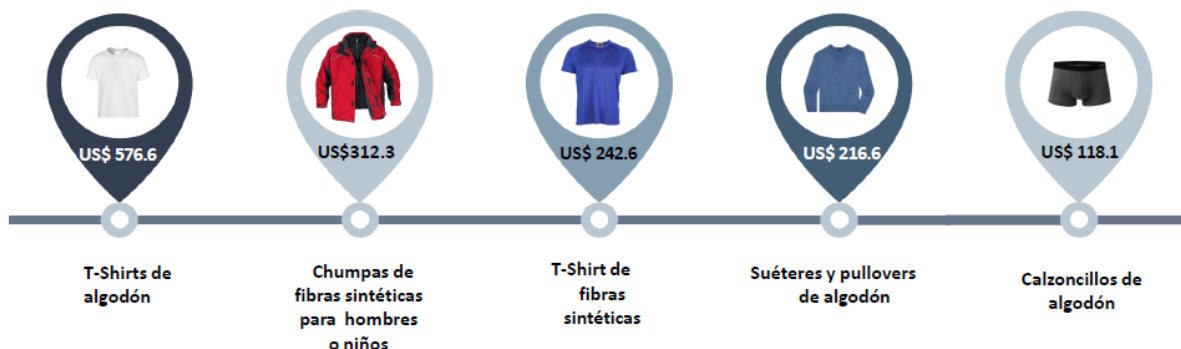 US$ 576.6
US$312.3
US$ 242.6
US$ 216.6
US$ 118.1
T-Shirts de
algodón
Chumpas de
fibras sintéticas
para hombres
o niños
T-Shirt de
fibras
sintéticas
Suéteres y pullovers
de algodón
Calzoncillos de
algodón